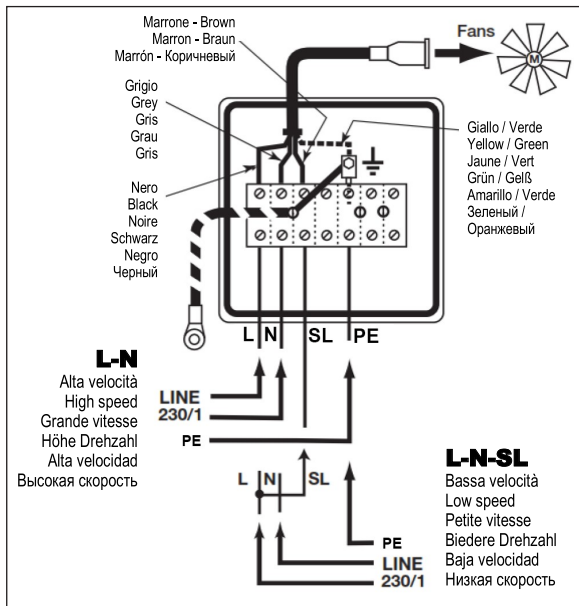 Marrone - Brown
Marron - Braun
Marrón - Коричневый
Fans
M
Grigio
Grey
Gris
Grau
Gris
Giallo / Verde
Yellow / Green
Jaune / Vert
Grün / Gelß
Amarillo / Verde
Зеленый /
Оранжевый
Nero
Black
Noire
Schwarz
Negro
Черный
L N SL PE
L-N
Alta velocità
High speed
Grande vitesse
Höhe Drehzahl
Alta velocidad
Высокая скорость
LINE
230/1
PE
L N SL
L-N-SL
Bassa velocità
Low speed
Petite vitesse
Biedere Drehzahl
Baja velocidad
Низкая скорость
PE
LINE
230/1